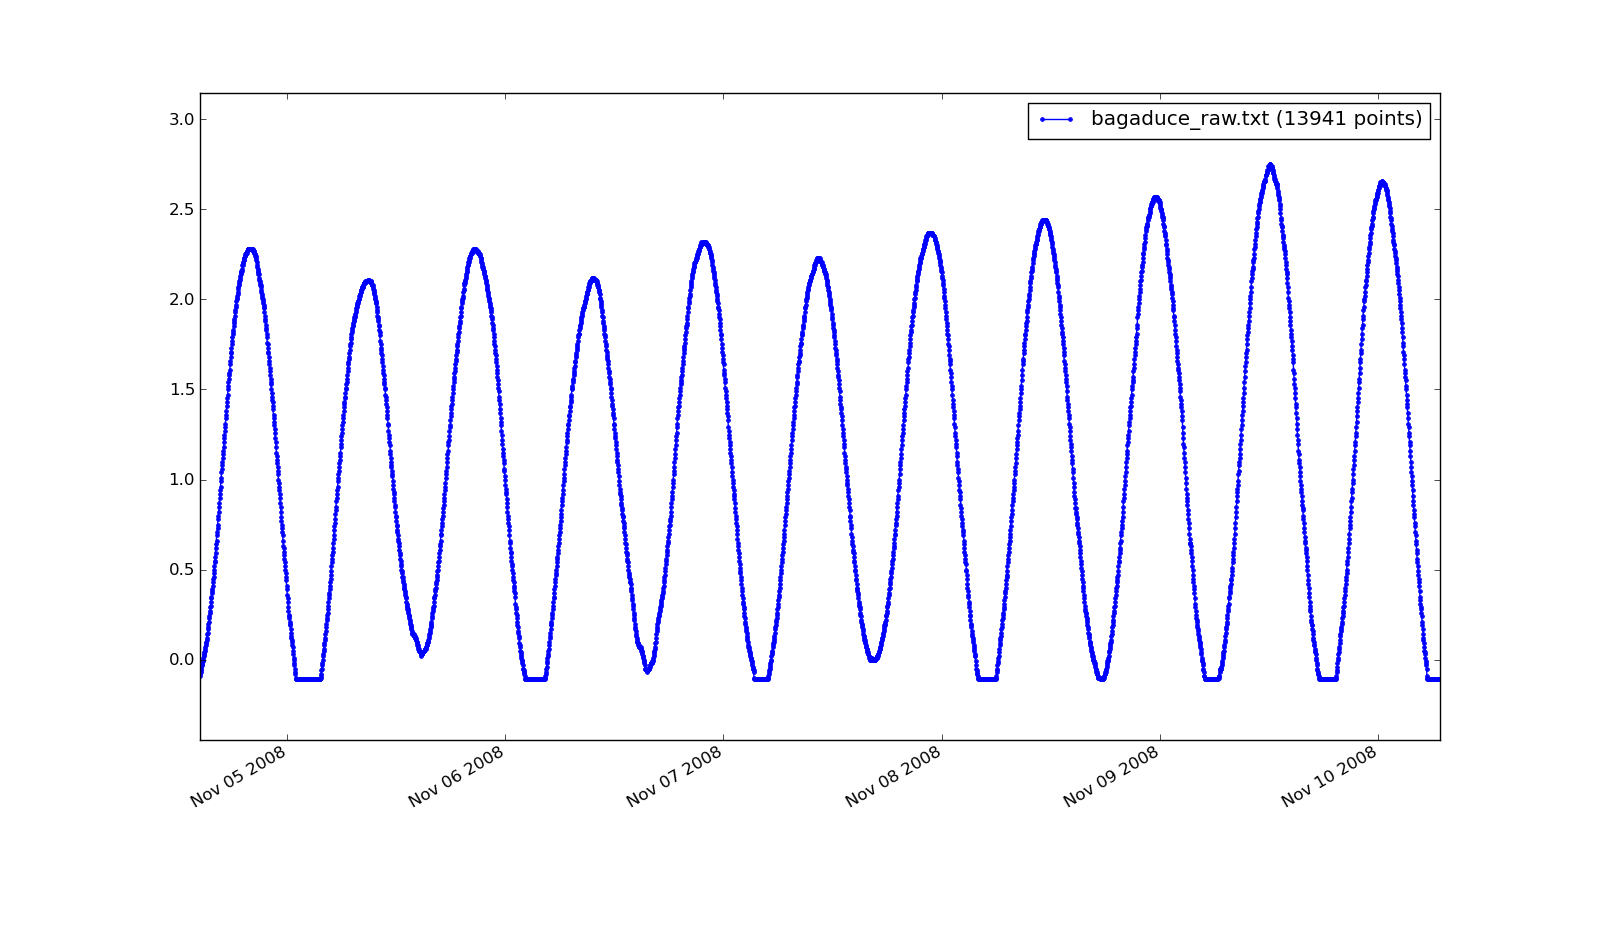 bagaduce_raw.txt (13941 points)
3.0
2.5
2.0
1.5
1.0
0.5
0.0
Nov 05 2008
Nov 06 2008
Nov 07 2008
Nov 08 2008
Nov 09 2008
Nov 10 2008